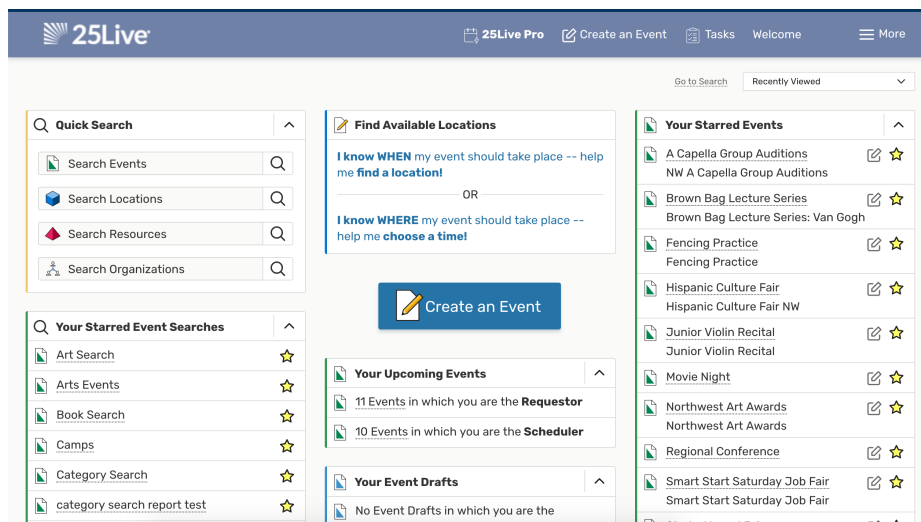 25Live
25Live Pro
Create an Event
Tasks
Welcome
More
Go to Search
Recently Viewed
Quick Search
Search Events
Search Locations
Search Resources
Search Organizations
Your Starred Event Searches
Art Search
Arts Events
Book Search
Camps
Category Search
category search report test
Find Available Locations
I know WHEN my event should take place -- help
me find a location!
OR
I know WHERE my event should take place --
help me choose a time!
Create an Event
Your Upcoming Events
11 Events in which you are the Requestor
10 Events in which you are the Scheduler
Your Event Drafts
No Event Drafts in which you are the
Your Starred Events
A Capella Group Auditions
NW A Capella Group Auditions
Brown Bag Lecture Series
Brown Bag Lecture Series: Van Gogh
Fencing Practice
Fencing Practice
Hispanic Culture Fair
Hispanic Culture Fair NW
Junior Violin Recital
Junior Violin Recital
Movie Night
Northwest Art Awards
Northwest Art Awards
Regional Conference
Smart Start Saturday Job Fair
Smart Start Saturday Job Fair